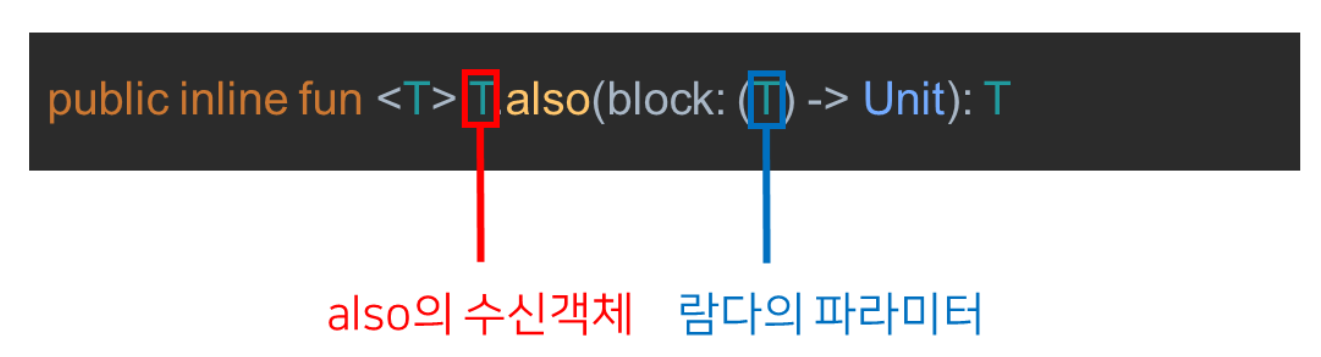 public inline fun <T> T.also(block: (T) -> Unit): T
also의 수신객체
람다의 파라미터